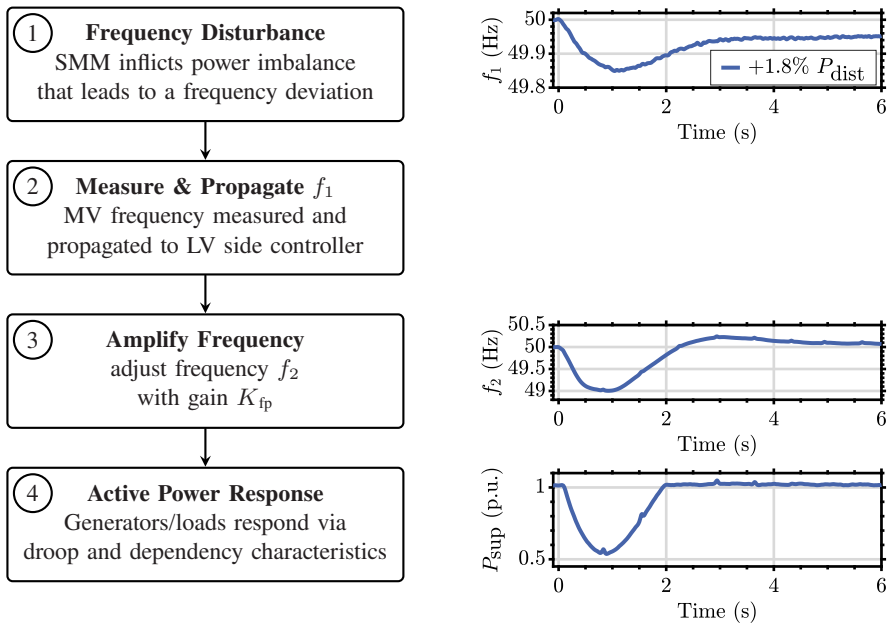 1 Frequency Disturbance
SMM inflicts power imbalance
that leads to a frequency deviation
50
49.9
49.8
f₁ (Hz)
+1.8% P_dist
0 2 4 6
Time (s)
2 Measure & Propagate f₁
MV frequency measured and
propagated to LV side controller
3 Amplify Frequency
adjust frequency f₂
with gain K_fp
50.5
50
49.5
49
f₂ (Hz)
0 2 4 6
Time (s)
4 Active Power Response
Generators/loads respond via
droop and dependency characteristics
1
0.5
P_sup (p.u.)
0 2 4 6
Time (s)